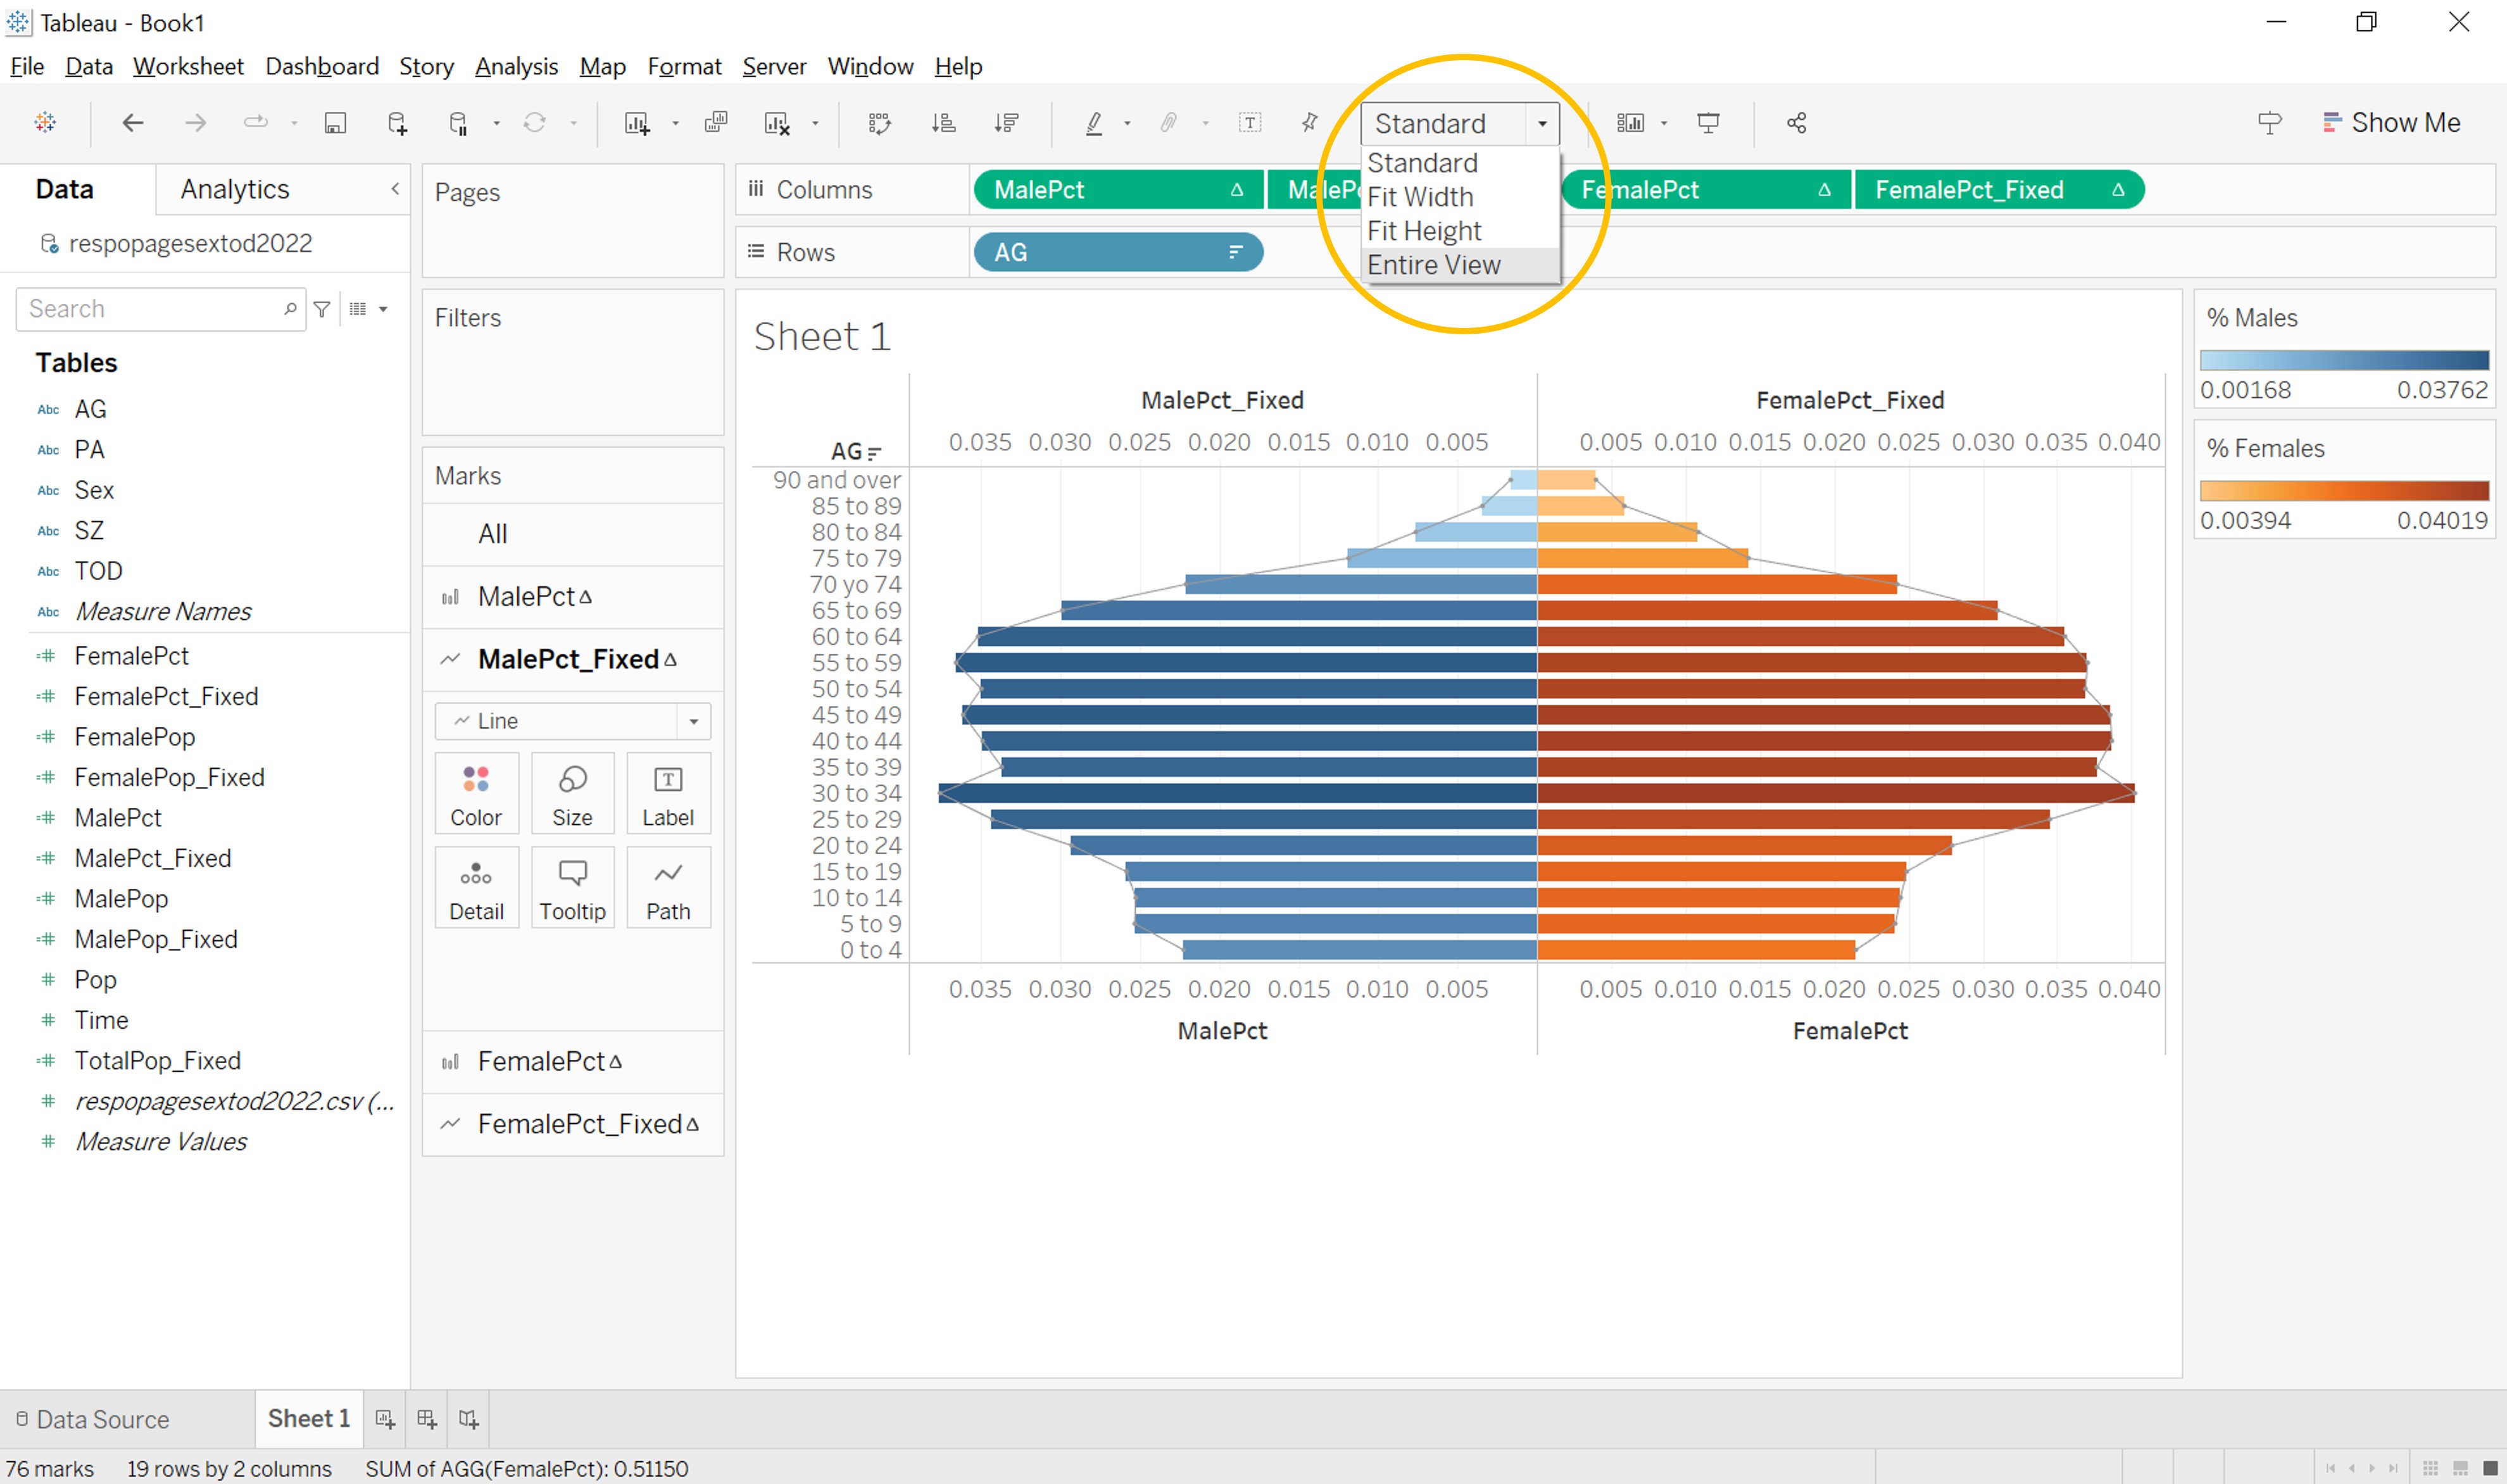 Tableau - Book1
File Data Worksheet Dashboard Story Analysis Map Format Server Window Help
Standard
Show Me
Standard
Fit Width
Fit Height
Entire View
Data
Analytics
respopagesextod2022
Search
Tables
Abc AG
Abc PA
Abc Sex
Abc SZ
Abc TOD
Abc Measure Names
FemalePct
FemalePct_Fixed
FemalePop
FemalePop_Fixed
MalePct
MalePct_Fixed
MalePop
MalePop_Fixed
Pop
Time
TotalPop_Fixed
respopagesextod2022.csv (...
Measure Values
Pages
Filters
Marks
All
MalePct
MalePct_Fixed
Line
Color Size Label
Detail Tooltip Path
FemalePct
FemalePct_Fixed
Columns MalePct MaleP FemalePct FemalePct_Fixed
Rows AG
Sheet 1
MalePct_Fixed FemalePct_Fixed
AG 0.035 0.030 0.025 0.020 0.015 0.010 0.005 0.005 0.010 0.015 0.020 0.025 0.030 0.035 0.040
90 and over
85 to 89
80 to 84
75 to 79
70 yo 74
65 to 69
60 to 64
55 to 59
50 to 54
45 to 49
40 to 44
35 to 39
30 to 34
25 to 29
20 to 24
15 to 19
10 to 14
5 to 9
0 to 4
0.035 0.030 0.025 0.020 0.015 0.010 0.005 0.005 0.010 0.015 0.020 0.025 0.030 0.035 0.040
MalePct FemalePct
% Males
0.00168 0.03762
% Females
0.00394 0.04019
Data Source Sheet 1
76 marks 19 rows by 2 columns SUM of AGG(FemalePct): 0.51150